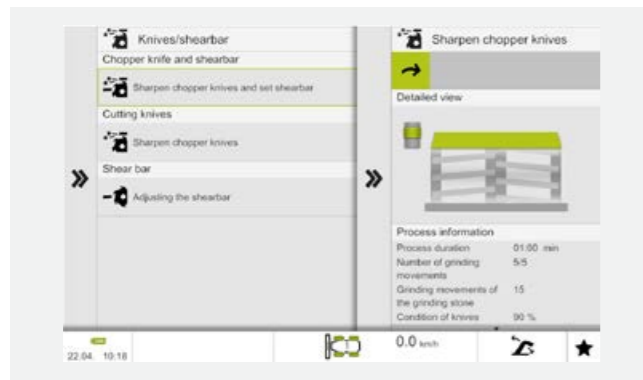 Knives/shearbar
Chopper knife and shearbar
Sharpen chopper knives and set shearbar
Cutting knives
Sharpen chopper knives
Shear bar
Adjusting the shearbar
Sharpen chopper knives
Detailed view
Process information
Process duration 01:00 min
Number of grinding movements 5/5
Grinding movements of the grinding stone 15
Condition of knives 90 %
22.04. 10:18
1
0.0 km/h